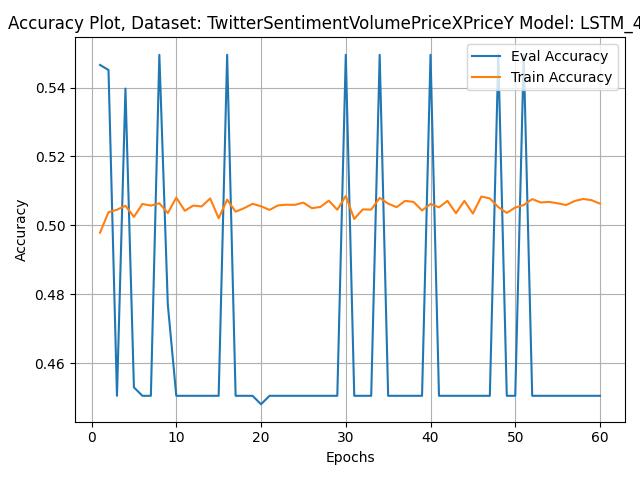 Accuracy Plot, Dataset: TwitterSentimentVolumePriceXPriceY Model: LSTM_4
Eval Accuracy
Train Accuracy
Accuracy
0.54
0.52
0.50
0.48
0.46
0 10 20 30 40 50 60
Epochs